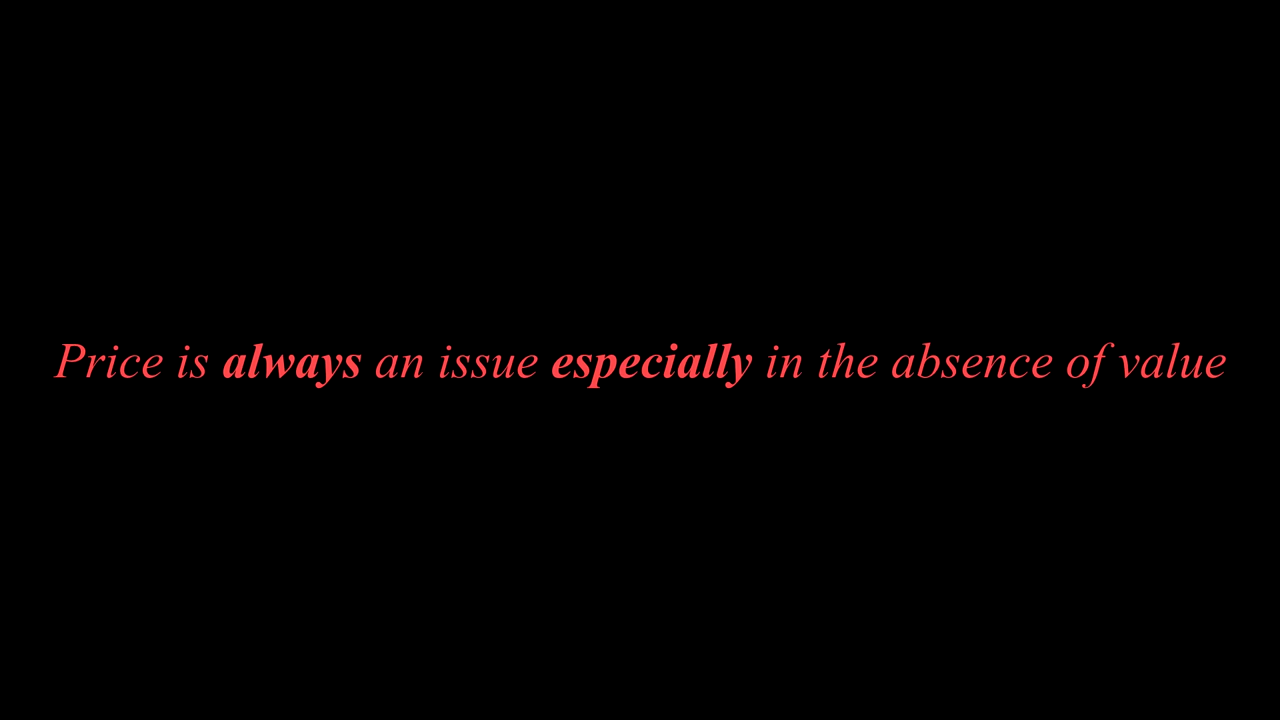 Price is always an issue especially in the absence of value